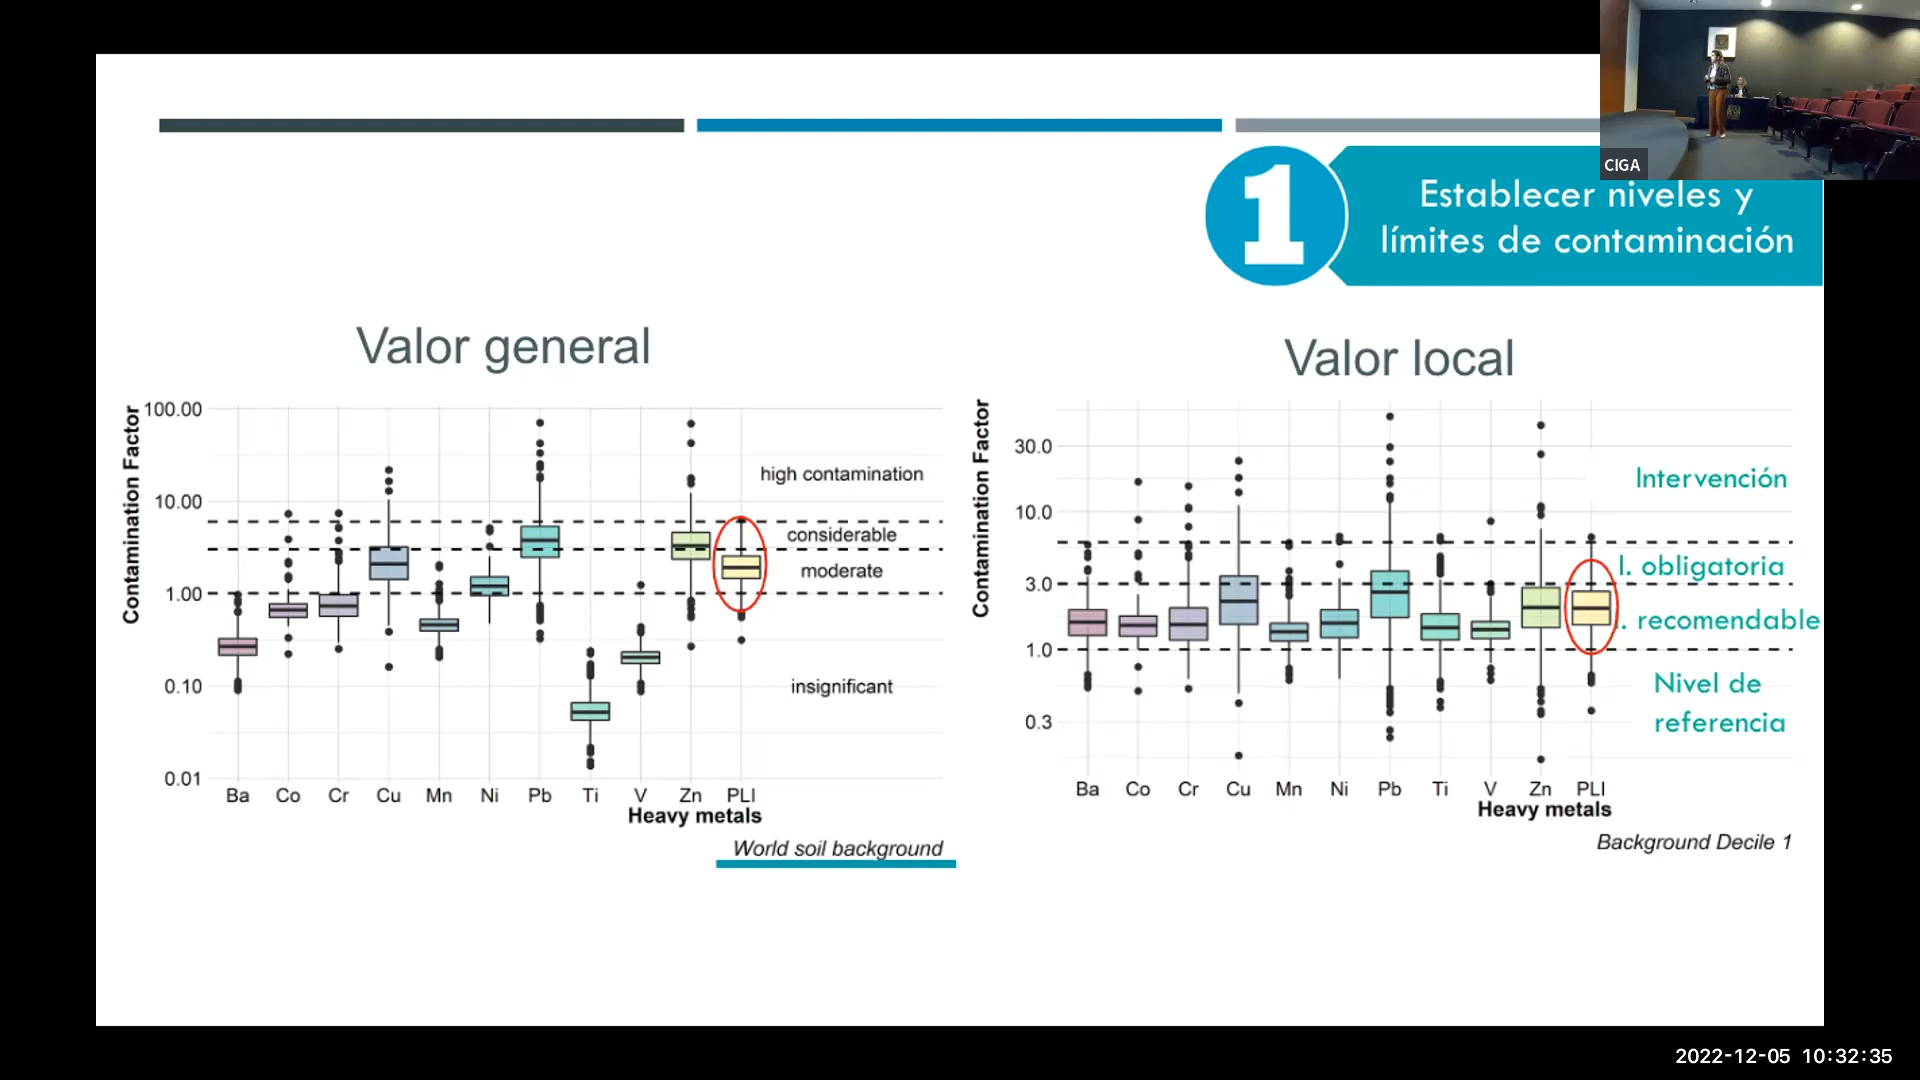 CIGA
1
Establecer niveles y
límites de contaminación
Valor general
Contamination Factor
100.00
10.00
1.00
0.10
0.01
high contamination
considerable
moderate
insignificant
Ba Co Cr Cu Mn Ni Pb Ti V Zn PLI
Heavy metals
World soil background
Valor local
Contamination Factor
30.0
10.0
3.0
1.0
0.3
Intervención
I. obligatoria
. recomendable
Nivel de
referencia
Ba Co Cr Cu Mn Ni Pb Ti V Zn PLI
Heavy metals
Background Decile 1
2022-12-05 10:32:35